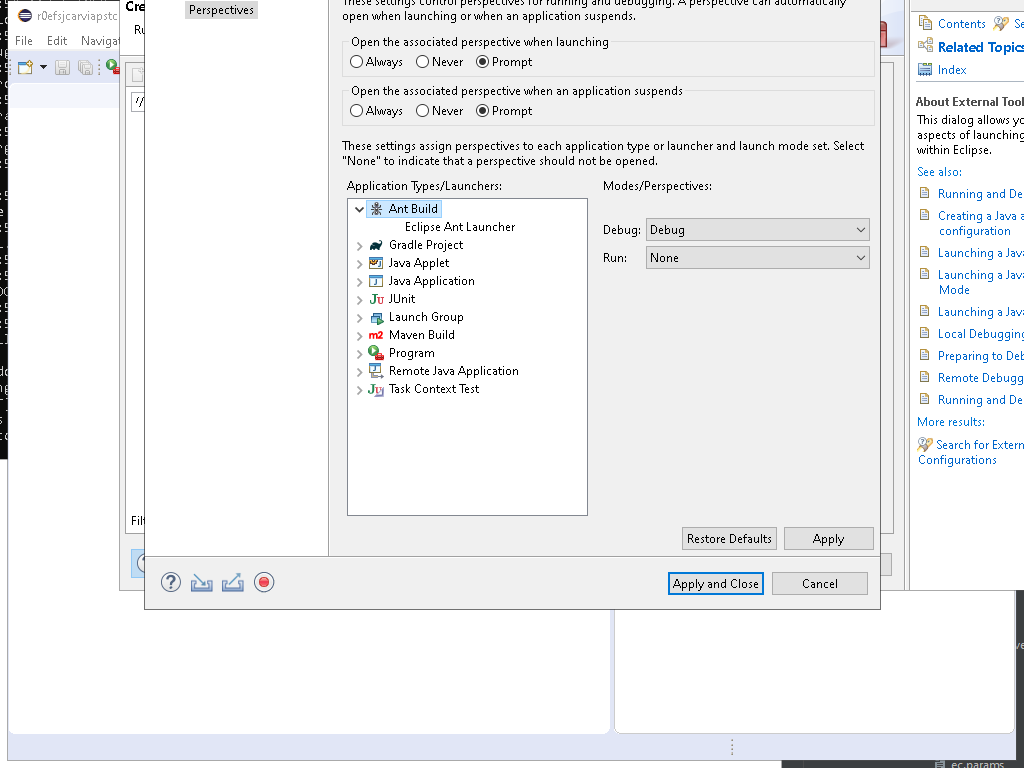 r0efsjcarviapstc
File Edit Navigat
Cre
Ru
//
Filt
Perspectives
These settings control perspectives for running and debugging. A perspective can automatically
open when launching or when an application suspends.
Open the associated perspective when launching
Always Never Prompt
Open the associated perspective when an application suspends
Always Never Prompt
These settings assign perspectives to each application type or launcher and launch mode set. Select
"None" to indicate that a perspective should not be opened.
Application Types/Launchers:
Ant Build
Eclipse Ant Launcher
Gradle Project
Java Applet
Java Application
JUnit
Launch Group
Maven Build
Program
Remote Java Application
Task Context Test
Modes/Perspectives:
Debug: Debug
Run: None
Restore Defaults Apply
Apply and Close Cancel
Contents Se
Related Topics
Index
About External Tool
This dialog allows yo
aspects of launching
within Eclipse.
See also:
Running and De
Creating a Java a
configuration
Launching a Java
Launching a Java
Mode
Launching a Java
Local Debugging
Preparing to Deb
Remote Debugg
Running and De
More results:
Search for Extern
Configurations
ec.params